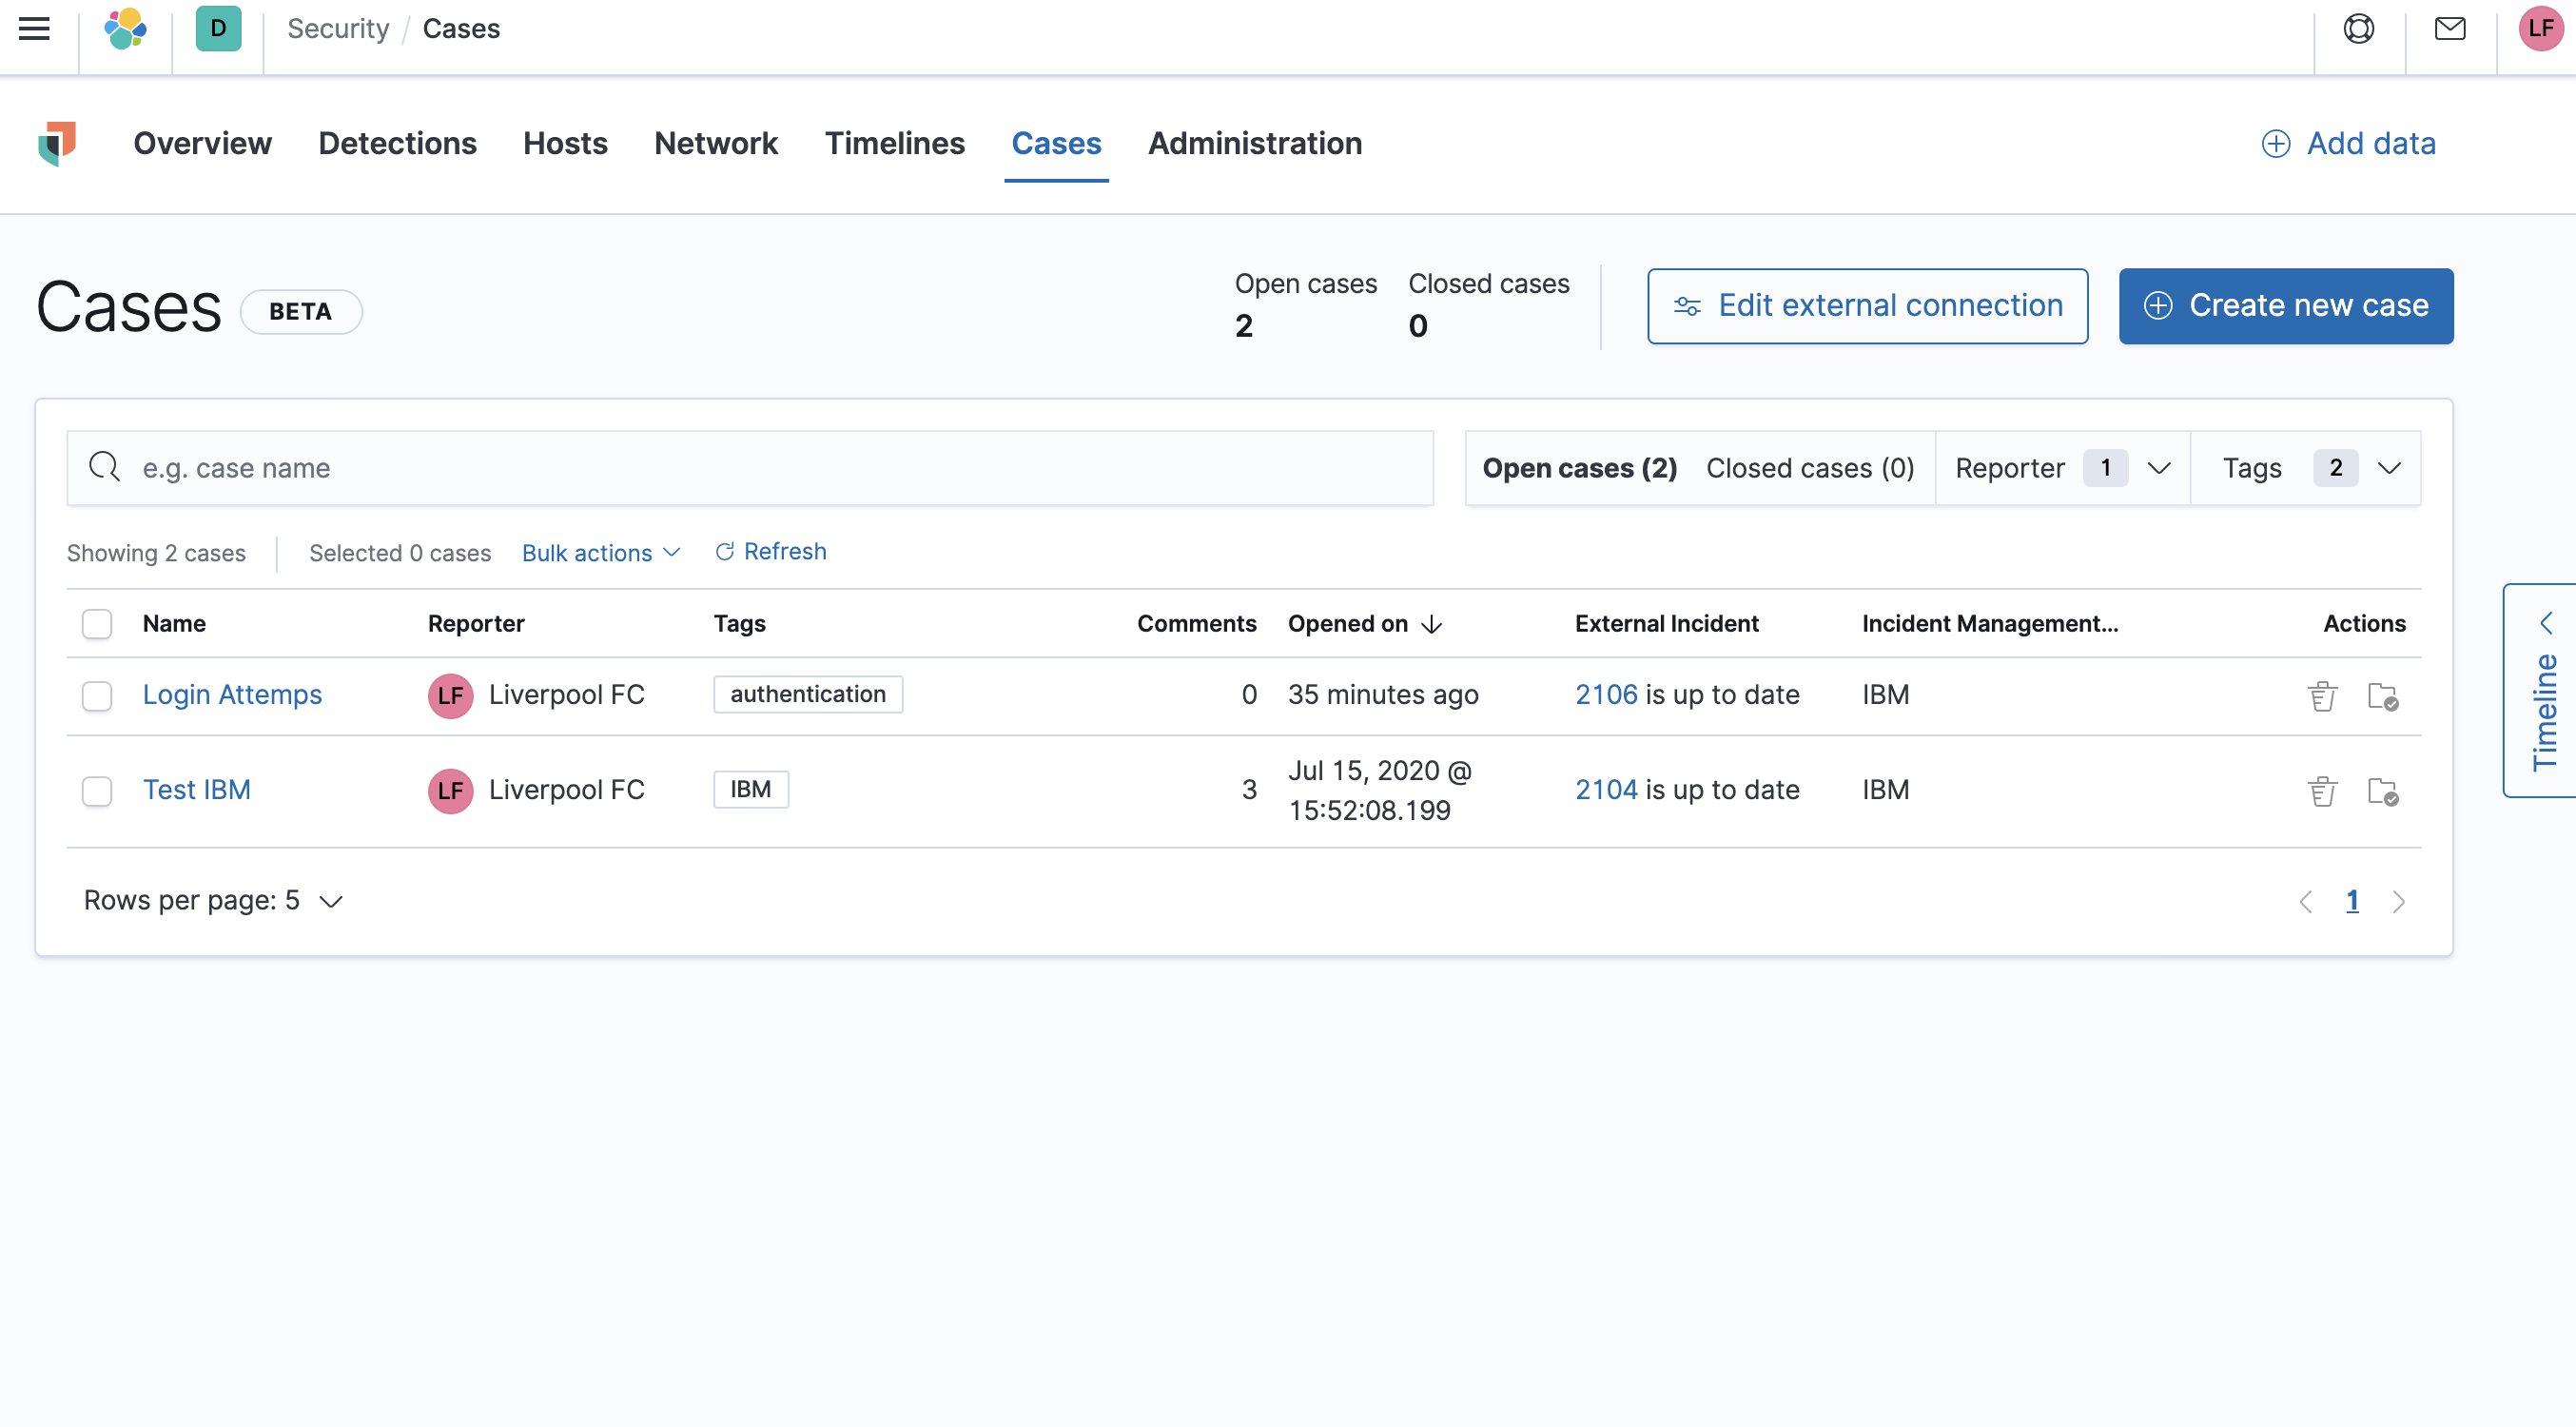 D Security / Cases LF
Overview Detections Hosts Network Timelines Cases Administration Add data
Cases BETA
Open cases Closed cases
2 0
Edit external connection Create new case
e.g. case name
Open cases (2) Closed cases (0) Reporter 1 Tags 2
Showing 2 cases Selected 0 cases Bulk actions Refresh
Name Reporter Tags Comments Opened on External Incident Incident Management... Actions
Login Attemps LF Liverpool FC authentication 0 35 minutes ago 2106 is up to date IBM
Test IBM LF Liverpool FC IBM 3 Jul 15, 2020 @
15:52:08.199 2104 is up to date IBM
Rows per page: 5 1
Timeline